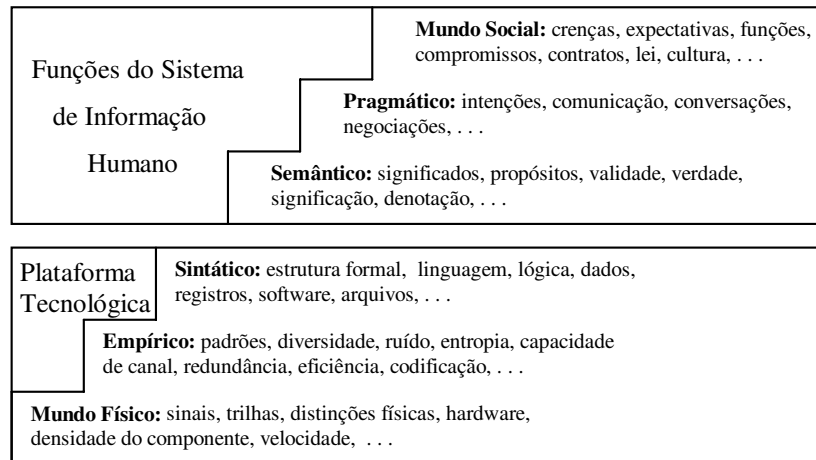 Funções do Sistema
de Informação
Humano
Mundo Social: crenças, expectativas, funções,
compromissos, contratos, lei, cultura, . . .
Pragmático: intenções, comunicação, conversações,
negociações, . . .
Semântico: significados, propósitos, validade, verdade,
significação, denotação, . . .
Plataforma
Tecnológica
Sintático: estrutura formal, linguagem, lógica, dados,
registros, software, arquivos, . . .
Empírico: padrões, diversidade, ruído, entropia, capacidade
de canal, redundância, eficiência, codificação, . . .
Mundo Físico: sinais, trilhas, distinções físicas, hardware,
densidade do componente, velocidade, . . .